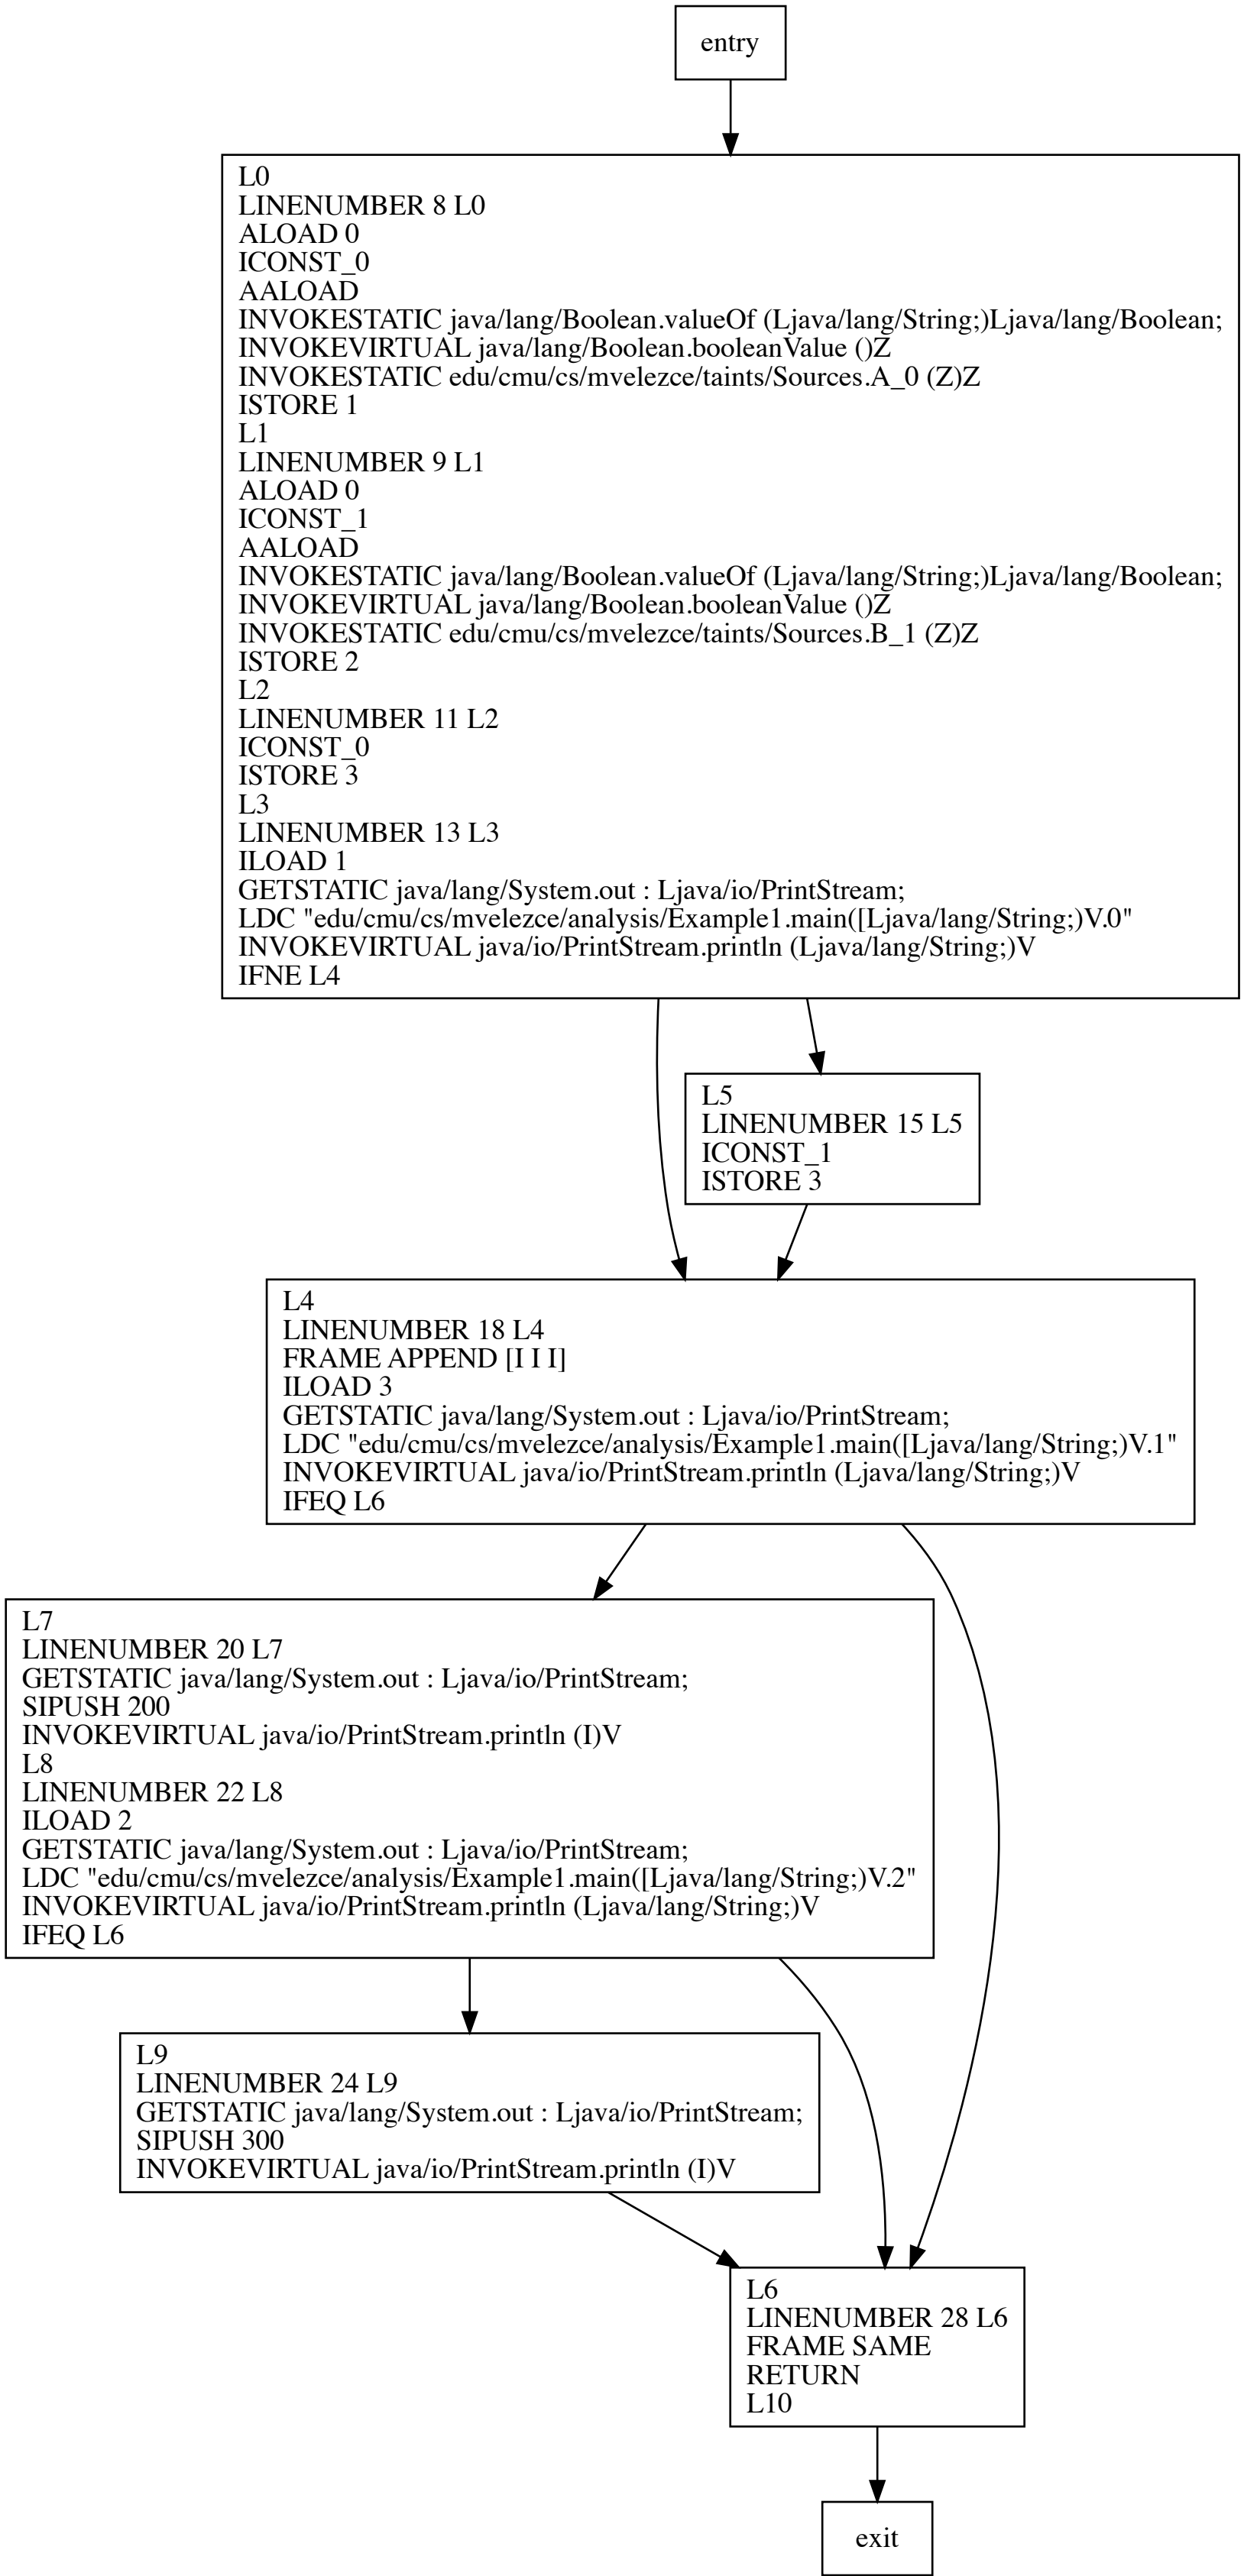 entry
L0
LINENUMBER 8 L0
ALOAD 0
ICONST_0
AALOAD
INVOKESTATIC java/lang/Boolean.valueOf (Ljava/lang/String;)Ljava/lang/Boolean;
INVOKEVIRTUAL java/lang/Boolean.booleanValue ()Z
INVOKESTATIC edu/cmu/cs/mvelezce/taints/Sources.A_0 (Z)Z
ISTORE 1
L1
LINENUMBER 9 L1
ALOAD 0
ICONST_1
AALOAD
INVOKESTATIC java/lang/Boolean.valueOf (Ljava/lang/String;)Ljava/lang/Boolean;
INVOKEVIRTUAL java/lang/Boolean.booleanValue ()Z
INVOKESTATIC edu/cmu/cs/mvelezce/taints/Sources.B_1 (Z)Z
ISTORE 2
L2
LINENUMBER 11 L2
ICONST_0
ISTORE 3
L3
LINENUMBER 13 L3
ILOAD 1
GETSTATIC java/lang/System.out : Ljava/io/PrintStream;
LDC "edu/cmu/cs/mvelezce/analysis/Example1.main([Ljava/lang/String;)V.0"
INVOKEVIRTUAL java/io/PrintStream.println (Ljava/lang/String;)V
IFNE L4
L5
LINENUMBER 15 L5
ICONST_1
ISTORE 3
L4
LINENUMBER 18 L4
FRAME APPEND [I I I]
ILOAD 3
GETSTATIC java/lang/System.out : Ljava/io/PrintStream;
LDC "edu/cmu/cs/mvelezce/analysis/Example1.main([Ljava/lang/String;)V.1"
INVOKEVIRTUAL java/io/PrintStream.println (Ljava/lang/String;)V
IFEQ L6
L7
LINENUMBER 20 L7
GETSTATIC java/lang/System.out : Ljava/io/PrintStream;
SIPUSH 200
INVOKEVIRTUAL java/io/PrintStream.println (I)V
L8
LINENUMBER 22 L8
ILOAD 2
GETSTATIC java/lang/System.out : Ljava/io/PrintStream;
LDC "edu/cmu/cs/mvelezce/analysis/Example1.main([Ljava/lang/String;)V.2"
INVOKEVIRTUAL java/io/PrintStream.println (Ljava/lang/String;)V
IFEQ L6
L9
LINENUMBER 24 L9
GETSTATIC java/lang/System.out : Ljava/io/PrintStream;
SIPUSH 300
INVOKEVIRTUAL java/io/PrintStream.println (I)V
L6
LINENUMBER 28 L6
FRAME SAME
RETURN
L10
exit